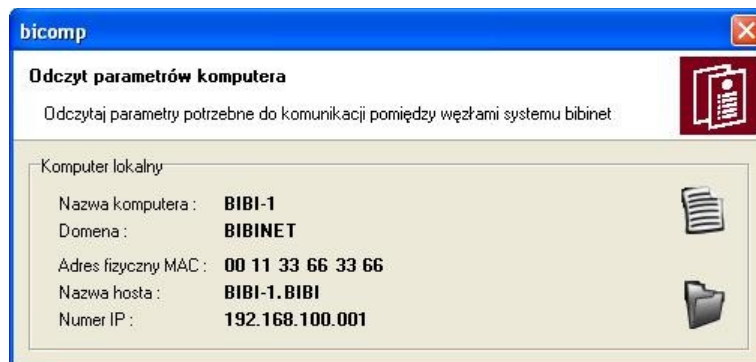 bicomp
Odczyt parametrów komputera
Odczytaj parametry potrzebne do komunikacji pomiędzy węzłami systemu bibinet
Komputer lokalny
Nazwa komputera : BIBI-1
Domena : BIBINET
Adres fizyczny MAC : 00 11 33 66 33 66
Nazwa hosta : BIBI-1.BIBI
Numer IP : 192.168.100.001